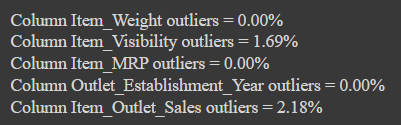 Column Item_Weight outliers = 0.00%
Column Item_Visibility outliers = 1.69%
Column Item_MRP outliers = 0.00%
Column Outlet_Establishment_Year outliers = 0.00%
Column Item_Outlet_Sales outliers = 2.18%